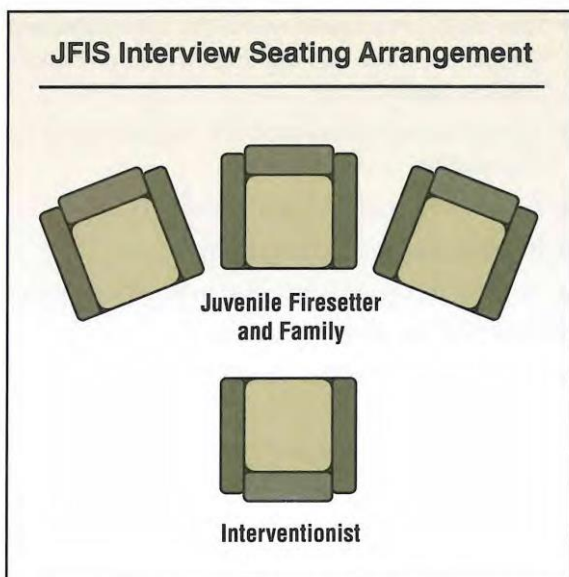 JFIS Interview Seating Arrangement
Juvenile Firesetter
and Family
Interventionist